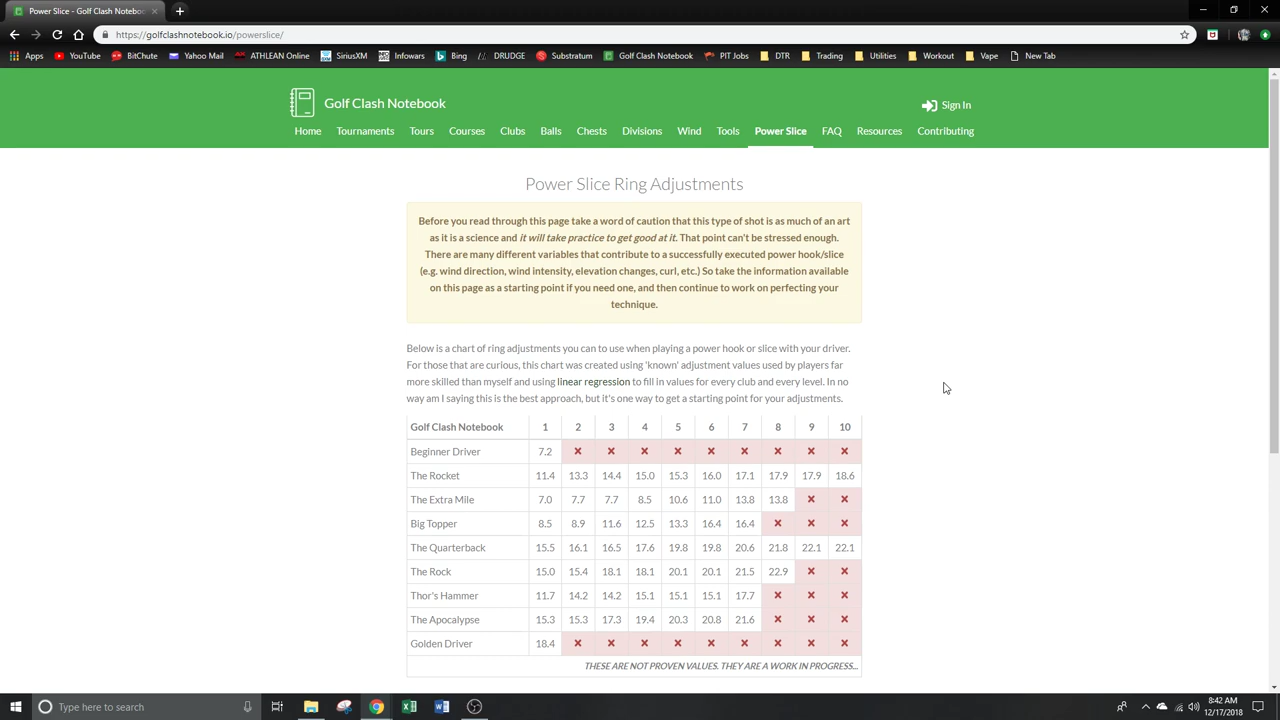 Power Slice - Golf Clash Noteboo
https://golfclashnotebook.io/powerslice/
Apps YouTube BitChute Yahoo Mail ATHLEAN Online SiriusXM Infowars Bing DRUDGE Substratum Golf Clash Notebook PIT Jobs DTR Trading Utilities Workout Vape New Tab
Golf Clash Notebook
Sign In
Home Tournaments Tours Courses Clubs Balls Chests Divisions Wind Tools Power Slice FAQ Resources Contributing
Power Slice Ring Adjustments
Before you read through this page take a word of caution that this type of shot is as much of an art
as it is a science and it will take practice to get good at it. That point can't be stressed enough.
There are many different variables that contribute to a successfully executed power hook/slice
(e.g. wind direction, wind intensity, elevation changes, curl, etc.) So take the information available
on this page as a starting point if you need one, and then continue to work on perfecting your
technique.
Below is a chart of ring adjustments you can to use when playing a power hook or slice with your driver.
For those that are curious, this chart was created using 'known' adjustment values used by players far
more skilled than myself and using linear regression to fill in values for every club and every level. In no
way am I saying this is the best approach, but it's one way to get a starting point for your adjustments.
Golf Clash Notebook 1 2 3 4 5 6 7 8 9 10
Beginner Driver 7.2
The Rocket 11.4 13.3 14.4 15.0 15.3 16.0 17.1 17.9 17.9 18.6
The Extra Mile 7.0 7.7 7.7 8.5 10.6 11.0 13.8 13.8
Big Topper 8.5 8.9 11.6 12.5 13.3 16.4 16.4
The Quarterback 15.5 16.1 16.5 17.6 19.8 19.8 20.6 21.8 22.1 22.1
The Rock 15.0 15.4 18.1 18.1 20.1 20.1 21.5 22.9
Thor's Hammer 11.7 14.2 14.2 15.1 15.1 15.1 17.7
The Apocalypse 15.3 15.3 17.3 19.4 20.3 20.8 21.6
Golden Driver 18.4
THESE ARE NOT PROVEN VALUES. THEY ARE A WORK IN PROGRESS...
Type here to search
8:42 AM
12/17/2018